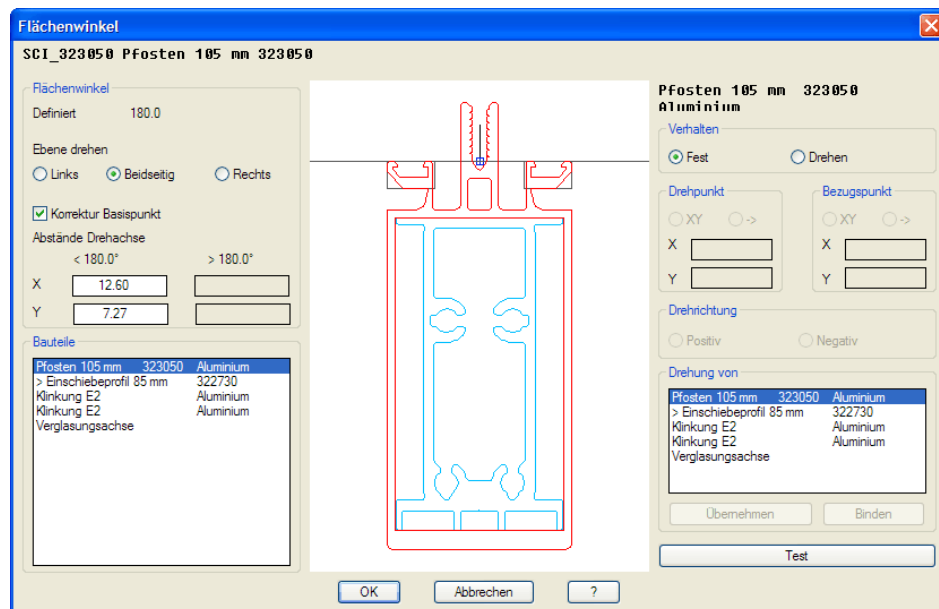 Flächenwinkel
SCI_323050 Pfosten 105 mm 323050
Flächenwinkel
Definiert 180.0
Ebene drehen
Links Beidseitig Rechts
Korrektur Basispunkt
Abstände Drehachse
< 180.0° > 180.0°
X 12.60
Y 7.27
Bauteile
Pfosten 105 mm 323050 Aluminium
> Einschiebeprofil 85 mm 322730
Klinkung E2 Aluminium
Klinkung E2 Aluminium
Verglasungsachse
Pfosten 105 mm 323050
Aluminium
Verhalten
Fest Drehen
Drehpunkt Bezugspunkt
XY -> XY ->
X X
Y Y
Drehrichtung
Positiv Negativ
Drehung von
Pfosten 105 mm 323050 Aluminium
> Einschiebeprofil 85 mm 322730
Klinkung E2 Aluminium
Klinkung E2 Aluminium
Verglasungsachse
Übernehmen Binden
Test
OK Abbrechen ?